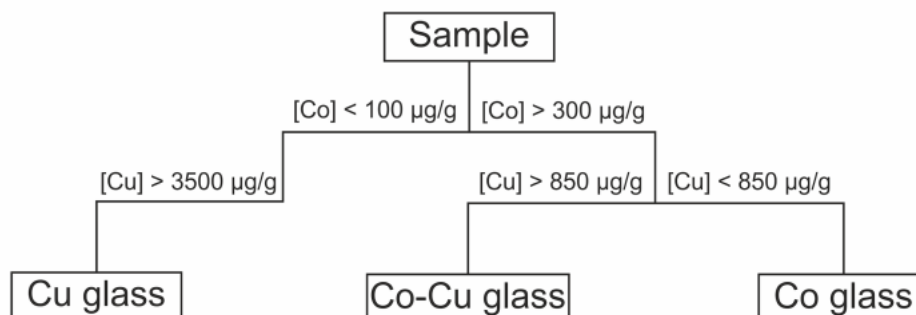 Sample
[Co] < 100 µg/g
[Co] > 300 µg/g
[Cu] > 3500 µg/g
[Cu] > 850 µg/g
[Cu] < 850 µg/g
Cu glass
Co-Cu glass
Co glass